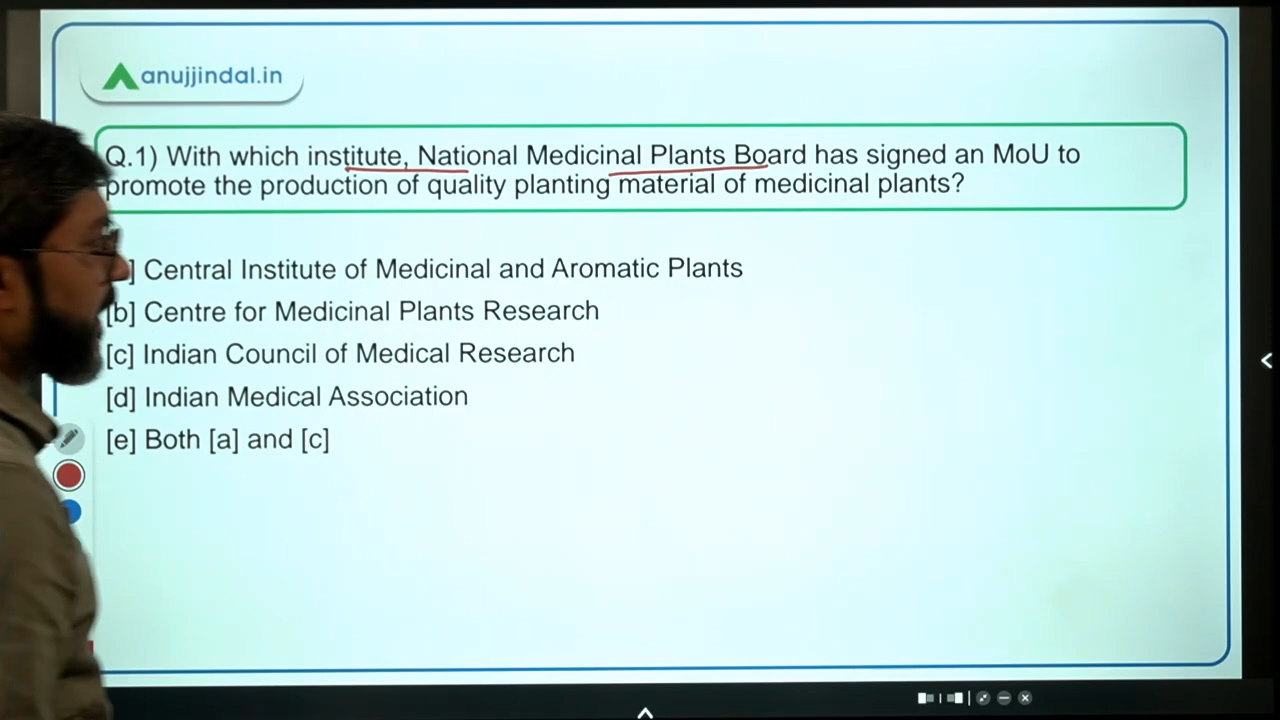 anujjindal.in
Q.1) With which institute, National Medicinal Plants Board has signed an MoU to
promote the production of quality planting material of medicinal plants?
] Central Institute of Medicinal and Aromatic Plants
[b] Centre for Medicinal Plants Research
[c] Indian Council of Medical Research
[d] Indian Medical Association
[e] Both [a] and [c]